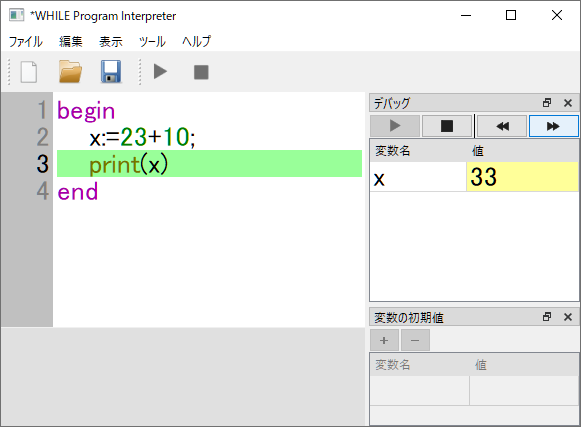 *WHILE Program Interpreter
ファイル 編集 表示 ツール ヘルプ
1 begin
2 x:=23+10;
3 print(x)
4 end
デバッグ
変数名 値
x 33
変数の初期値
+ −
変数名 値